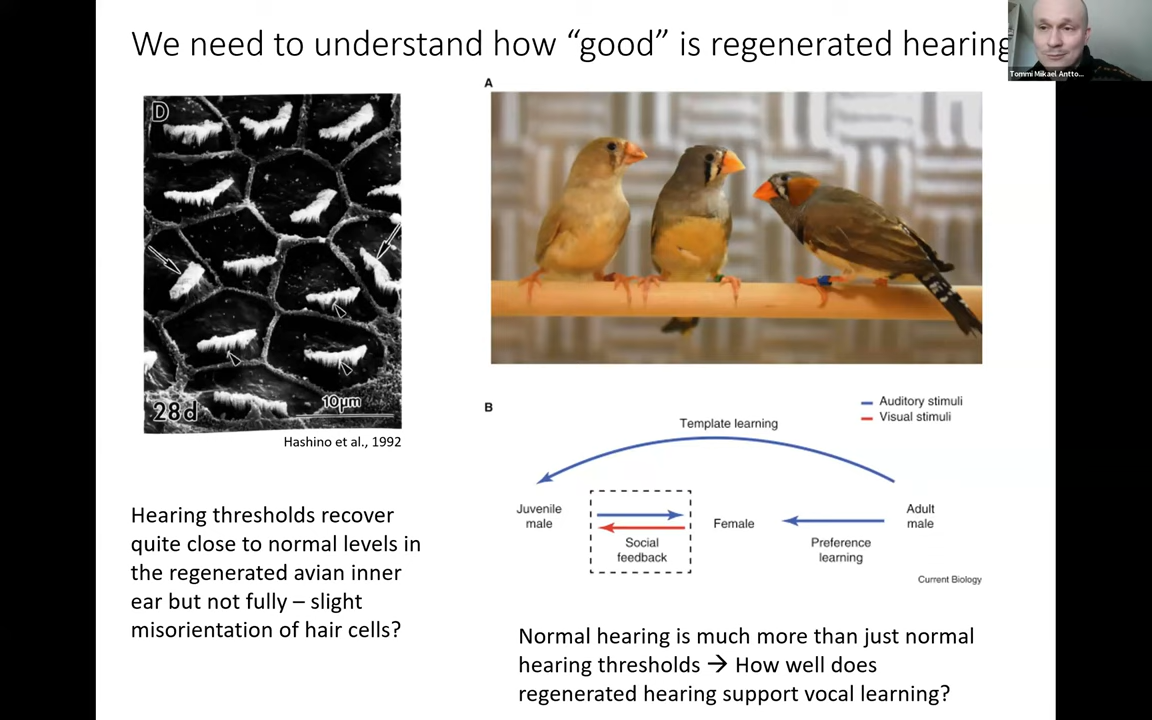 We need to understand how “good” is regenerated hearing
Tommi Mikael Antto...
A
D
28d
10µm
Hashino et al., 1992
Hearing thresholds recover
quite close to normal levels in
the regenerated avian inner
ear but not fully – slight
misorientation of hair cells?
B
Auditory stimuli
Visual stimuli
Template learning
Juvenile
male
Social
feedback
Female
Preference
learning
Adult
male
Current Biology
Normal hearing is much more than just normal
hearing thresholds → How well does
regenerated hearing support vocal learning?